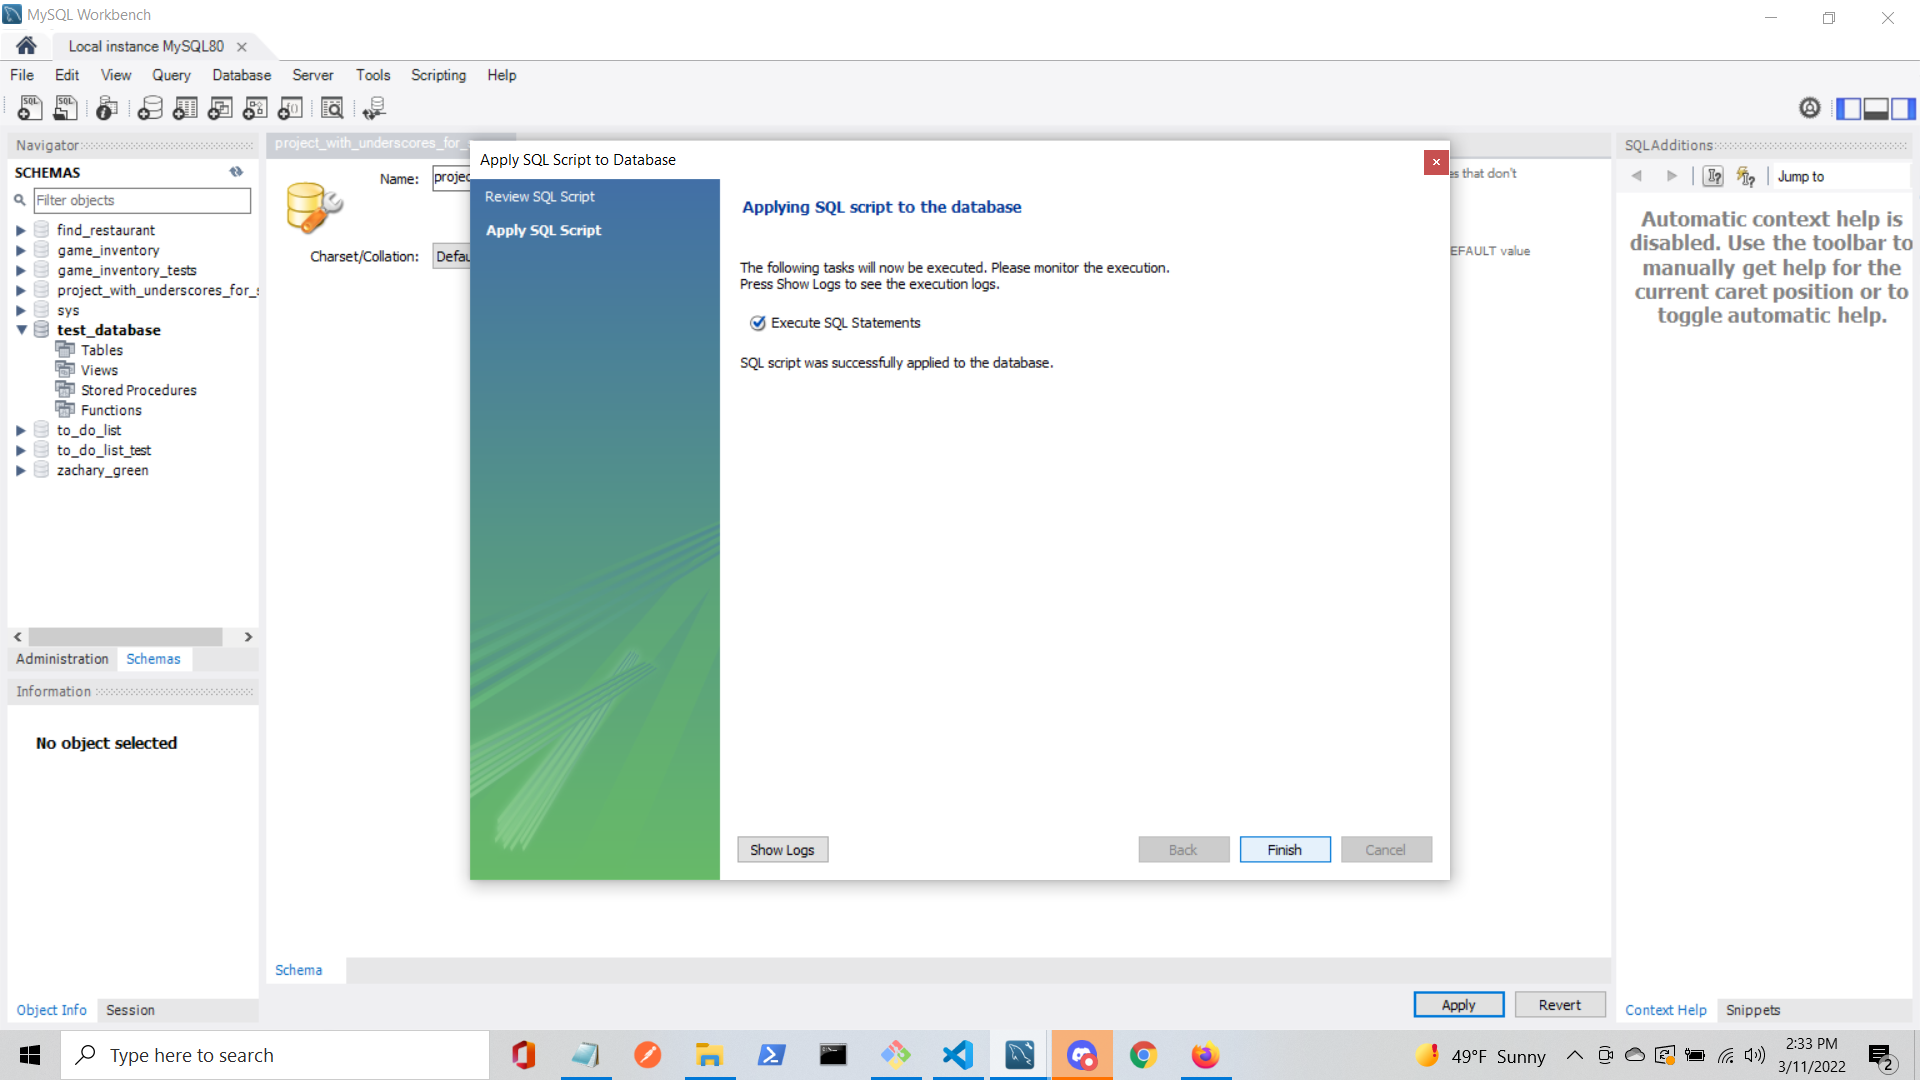 MySQL Workbench
Local instance MySQL80
File Edit View Query Database Server Tools Scripting Help
Navigator
SCHEMAS
Filter objects
find_restaurant
game_inventory
game_inventory_tests
project_with_underscores_for_s
sys
test_database
Tables
Views
Stored Procedures
Functions
to_do_list
to_do_list_test
zachary_green
Administration Schemas
Information
No object selected
Object Info Session
project_with_underscores_for_
Name: projec
Charset/Collation: Defau
Apply SQL Script to Database
Review SQL Script
Apply SQL Script
Applying SQL script to the database
The following tasks will now be executed. Please monitor the execution.
Press Show Logs to see the execution logs.
Execute SQL Statements
SQL script was successfully applied to the database.
Show Logs Back Finish Cancel
es that don't
EFAULT value
Schema
Apply Revert
SQLAdditions
Jump to
Automatic context help is
disabled. Use the toolbar to
manually get help for the
current caret position or to
toggle automatic help.
Context Help Snippets
Type here to search
49°F Sunny
2:33 PM
3/11/2022
2